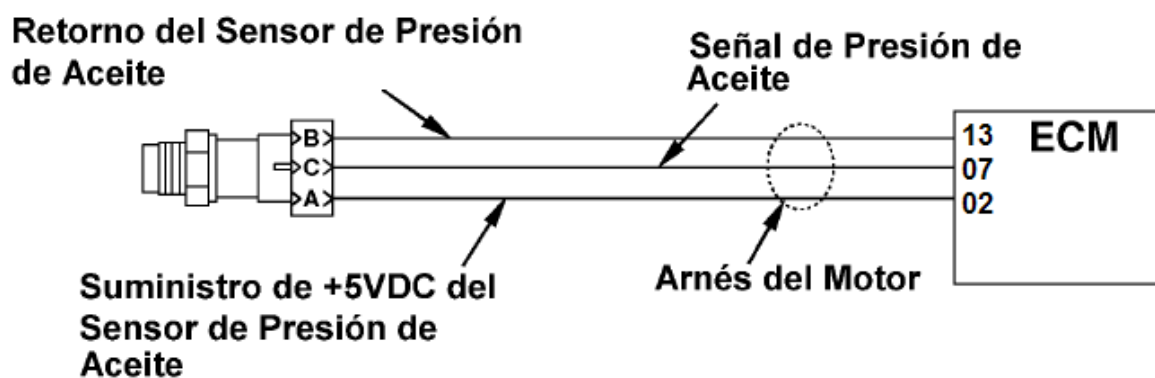 Retorno del Sensor de Presión
de Aceite
Señal de Presión de
Aceite
>B>
>C>
>A>
13
07
02
ECM
Suministro de +5VDC del
Sensor de Presión de
Aceite
Arnés del Motor